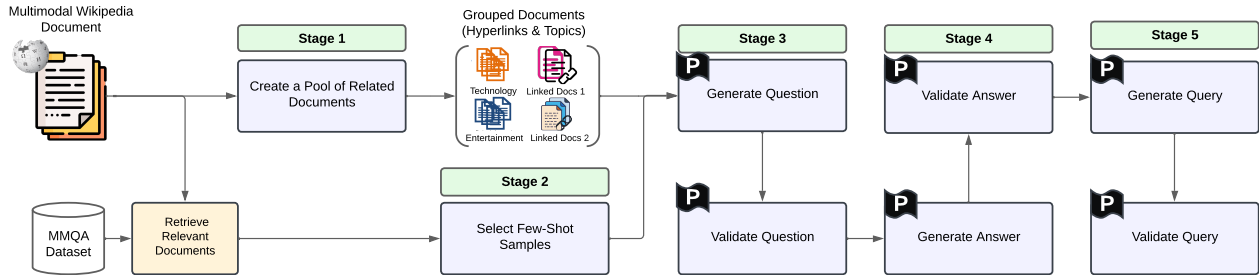 Multimodal Wikipedia
Document
Stage 1
Create a Pool of Related
Documents
Grouped Documents
(Hyperlinks & Topics)
Technology
Linked Docs 1
Entertainment
Linked Docs 2
Stage 2
Select Few-Shot
Samples
MMQA
Dataset
Retrieve
Relevant
Documents
Stage 3
P
Generate Question
P
Validate Question
Stage 4
P
Validate Answer
P
Generate Answer
Stage 5
P
Generate Query
P
Validate Query